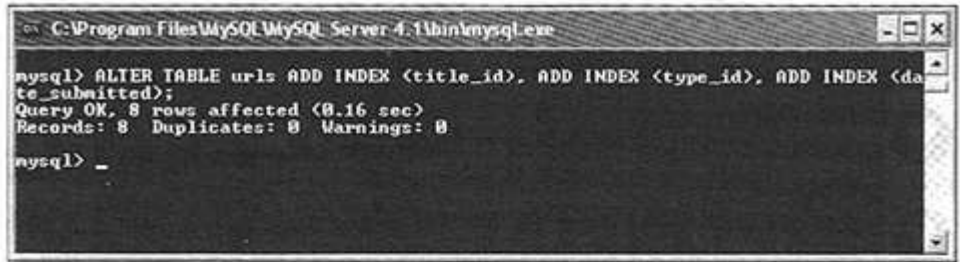 C:\Program Files\MySQL\MySQL Server 4.1\bin\mysql.exe
mysql> ALTER TABLE urls ADD INDEX (title_id), ADD INDEX (type_id), ADD INDEX (da
te_submitted);
Query OK, 8 rows affected (0.16 sec)
Records: 8  Duplicates: 0  Warnings: 0
mysql> _